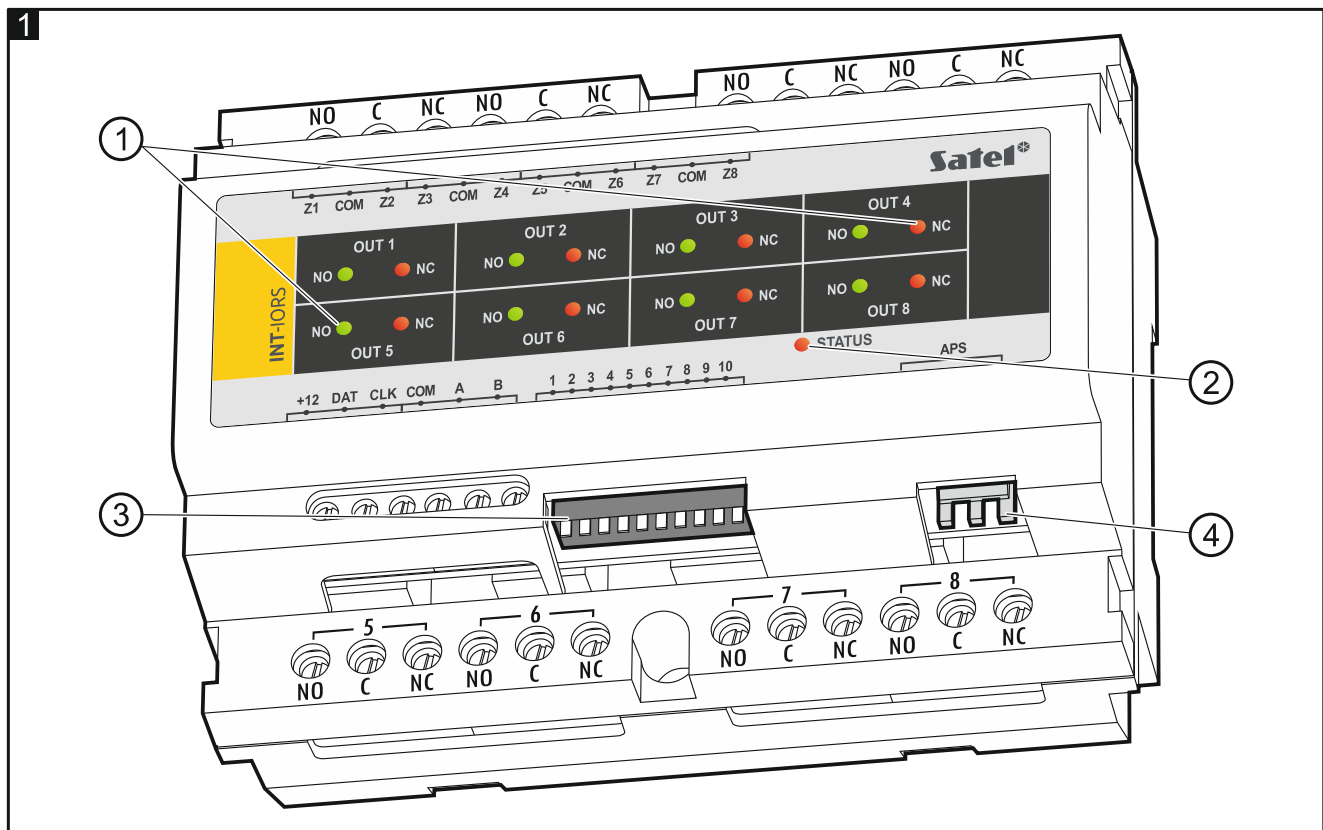 1
NO C NC NO C NC NO C NC NO C NC
1
Satel
Z1 COM Z2 Z3 COM Z4 Z5 COM Z6 Z7 COM Z8
OUT 1 OUT 2 OUT 3 OUT 4
NO NC NO NC NO NC NO NC
INT-IORS
NO NC NO NC NO NC NO NC
OUT 5 OUT 6 OUT 7 OUT 8
STATUS
APS
2
+12 DAT CLK COM A B 1 2 3 4 5 6 7 8 9 10
3
4
5 6 7 8
NO C NC NO C NC NO C NC NO C NC